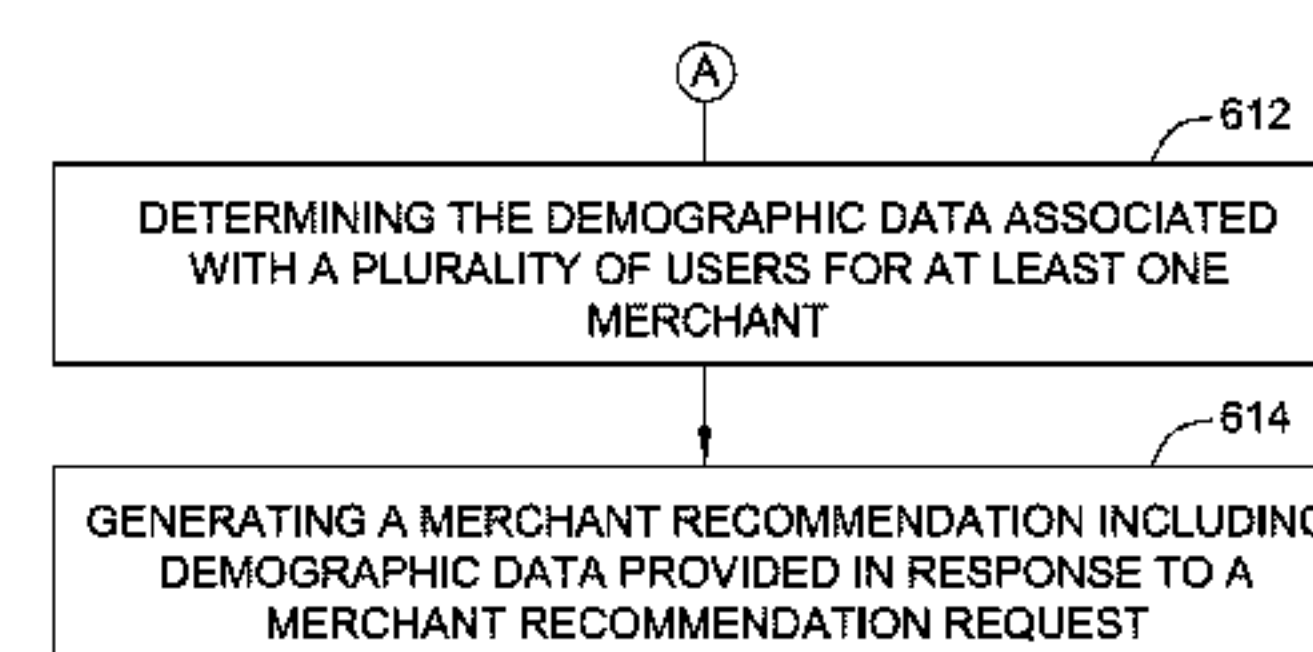 A
612
DETERMINING THE DEMOGRAPHIC DATA ASSOCIATED
WITH A PLURALITY OF USERS FOR AT LEAST ONE
MERCHANT
614
GENERATING A MERCHANT RECOMMENDATION INCLUDING
DEMOGRAPHIC DATA PROVIDED IN RESPONSE TO A
MERCHANT RECOMMENDATION REQUEST